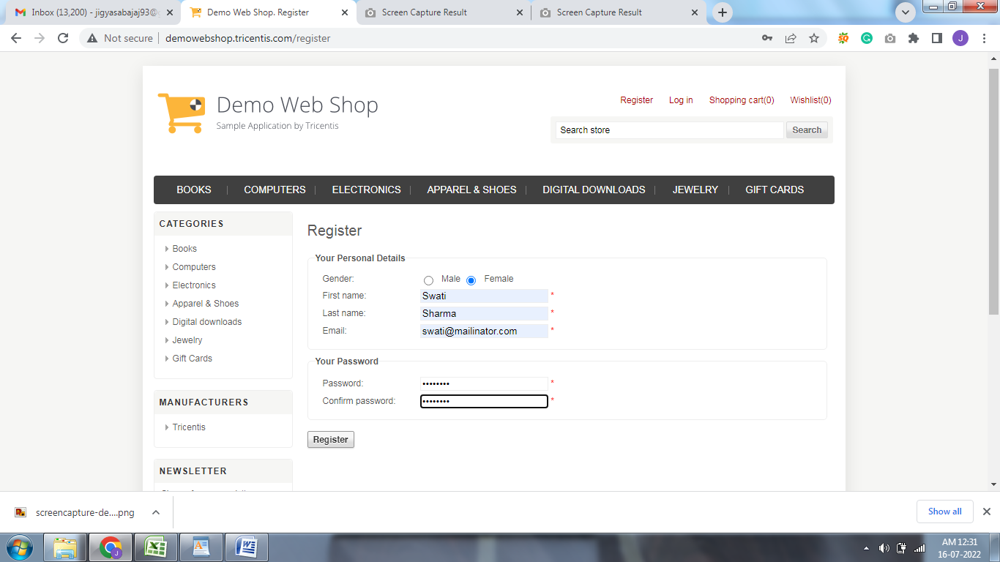 Inbox (13,200) - jigyasabajaj93@
Demo Web Shop. Register
Screen Capture Result
Screen Capture Result
Not secure
demowebshop.tricentis.com/register
J
Demo Web Shop
Sample Application by Tricentis
Register Log in Shopping cart(0) Wishlist(0)
Search store Search
BOOKS COMPUTERS ELECTRONICS APPAREL & SHOES DIGITAL DOWNLOADS JEWELRY GIFT CARDS
CATEGORIES
Books
Computers
Electronics
Apparel & Shoes
Digital downloads
Jewelry
Gift Cards
MANUFACTURERS
Tricentis
NEWSLETTER
Register
Your Personal Details
Gender: Male Female
First name: Swati *
Last name: Sharma *
Email: swati@mailinator.com *
Your Password
Password: •••••••• *
Confirm password: •••••••• *
Register
screencapture-de....png
Show all
AM 12:31
16-07-2022